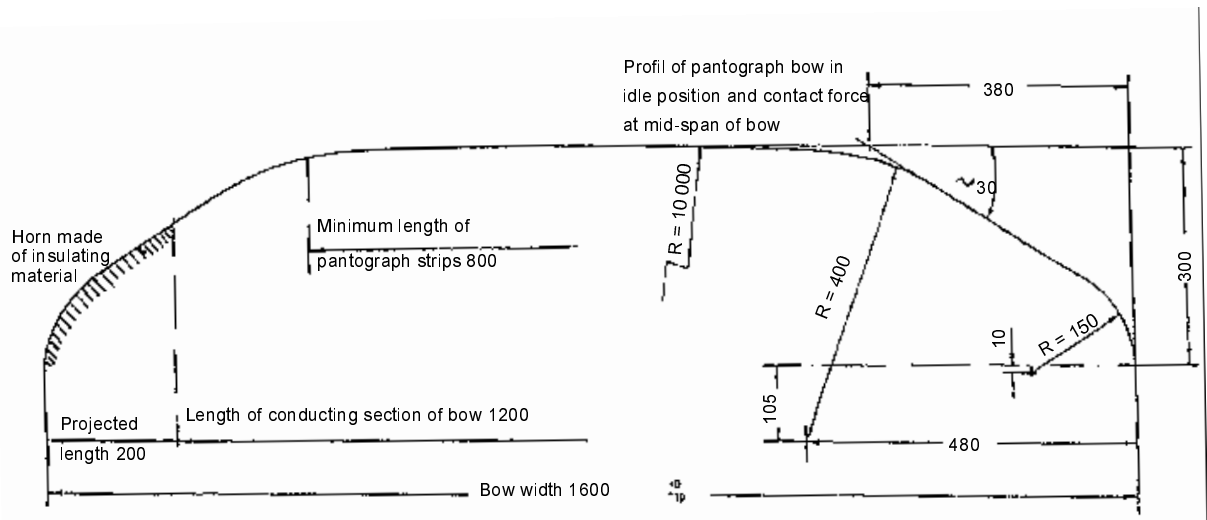 Profil of pantograph bow in
idle position and contact force
at mid-span of bow
380
30
R = 10 000
Minimum length of
pantograph strips 800
Horn made
of insulating
material
300
R = 400
R = 150
10
105
Length of conducting section of bow 1200
Projected
length 200
480
Bow width 1600